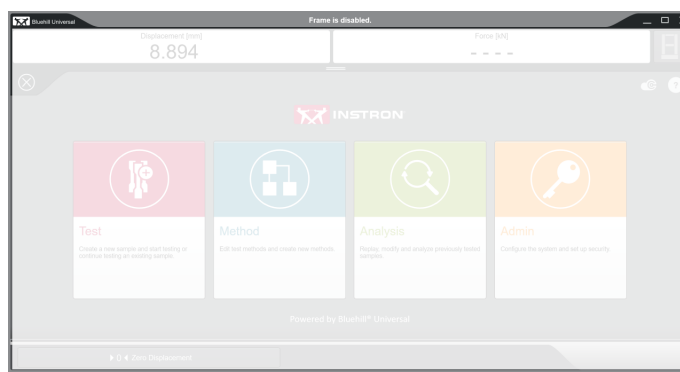 Bluehill Universal
Frame is disabled.
Displacement [mm]
8.894
Force [kN]
- - - -
?
INSTRON
Test
Create a new sample and start testing or
continue testing an existing sample.
Method
Edit test methods and create new methods.
Analysis
Replay, modify and analyze previously tested
samples.
Admin
Configure the system and set up security.
Powered by Bluehill® Universal
0 Zero Displacement